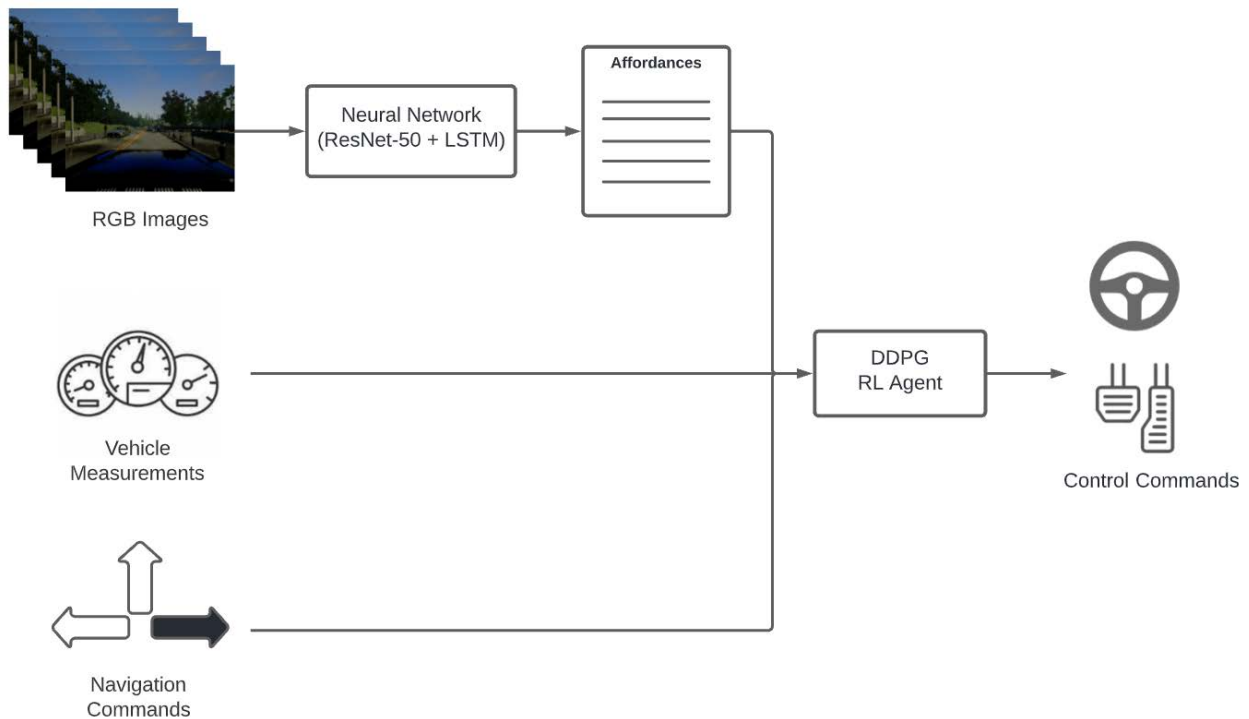 Affordances
Neural Network
(ResNet-50 + LSTM)
RGB Images
DDPG
RL Agent
Vehicle
Measurements
Control Commands
Navigation
Commands